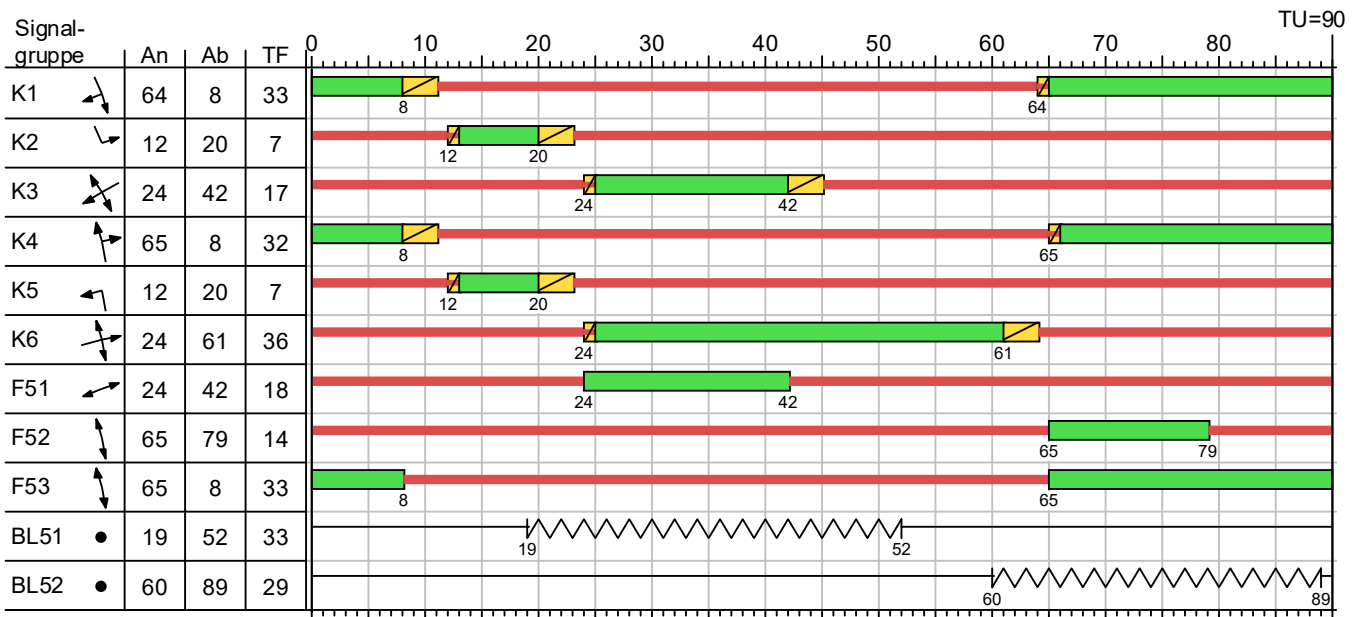 TU=90
Signal-
gruppe An Ab TF 0 10 20 30 40 50 60 70 80
K1 64 8 33
8 64
K2 12 20 7
12 20
K3 24 42 17
24 42
K4 65 8 32
8 65
K5 12 20 7
12 20
K6 24 61 36
24 61
F51 24 42 18
24 42
F52 65 79 14
65 79
F53 65 8 33
8 65
BL51 19 52 33
19 52
BL52 60 89 29
60 89